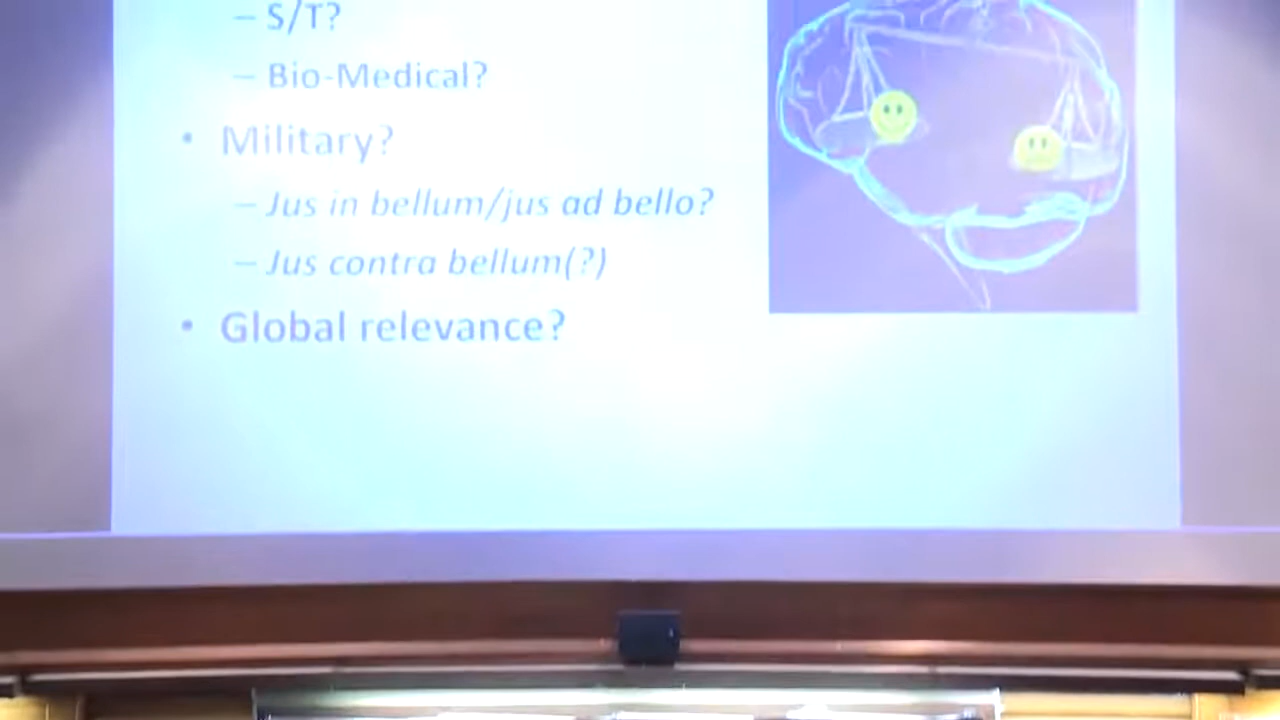 – S/T?
– Bio-Medical?
• Military?
– Jus in bellum/jus ad bello?
– Jus contra bellum(?)
• Global relevance?